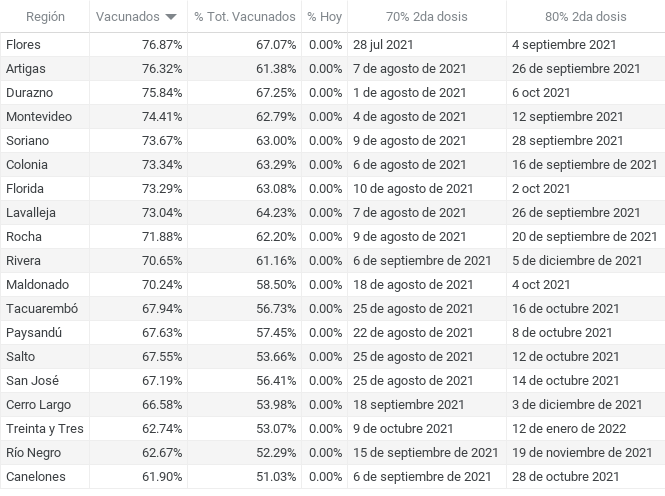 Región Vacunados % Tot. Vacunados % Hoy 70% 2da dosis 80% 2da dosis
Flores 76.87% 67.07% 0.00% 28 jul 2021 4 septiembre 2021
Artigas 76.32% 61.38% 0.00% 7 de agosto de 2021 26 de septiembre 2021
Durazno 75.84% 67.25% 0.00% 1 de agosto de 2021 6 oct 2021
Montevideo 74.41% 62.79% 0.00% 4 de agosto de 2021 12 septiembre 2021
Soriano 73.67% 63.00% 0.00% 9 de agosto de 2021 28 septiembre 2021
Colonia 73.34% 63.29% 0.00% 6 de agosto de 2021 16 de septiembre de 2021
Florida 73.29% 63.08% 0.00% 10 de agosto de 2021 2 oct 2021
Lavalleja 73.04% 64.23% 0.00% 7 de agosto de 2021 26 de septiembre 2021
Rocha 71.88% 62.20% 0.00% 9 de agosto de 2021 20 de septiembre de 2021
Rivera 70.65% 61.16% 0.00% 6 de septiembre de 2021 5 de diciembre de 2021
Maldonado 70.24% 58.50% 0.00% 18 de agosto de 2021 4 oct 2021
Tacuarembó 67.94% 56.73% 0.00% 25 de agosto de 2021 16 de octubre 2021
Paysandú 67.63% 57.45% 0.00% 22 de agosto de 2021 8 de octubre 2021
Salto 67.55% 53.66% 0.00% 25 de agosto de 2021 12 de octubre 2021
San José 67.19% 56.41% 0.00% 25 de agosto de 2021 14 de octubre 2021
Cerro Largo 66.58% 53.98% 0.00% 18 septiembre 2021 3 de diciembre de 2021
Treinta y Tres 62.74% 53.07% 0.00% 9 de octubre 2021 12 de enero de 2022
Río Negro 62.67% 52.29% 0.00% 15 de septiembre de 2021 19 de noviembre de 2021
Canelones 61.90% 51.03% 0.00% 6 de septiembre de 2021 28 de octubre 2021